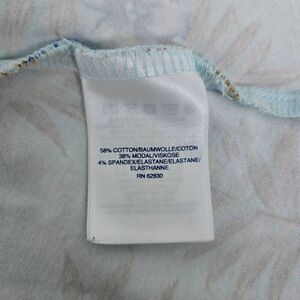 58% COTTON/BAUMWOLLE/COTON
38% MODAL/VISKOSE
4% SPANDEX/ELASTANE/ELASTANE/
ELASTHANNE
RN 62830